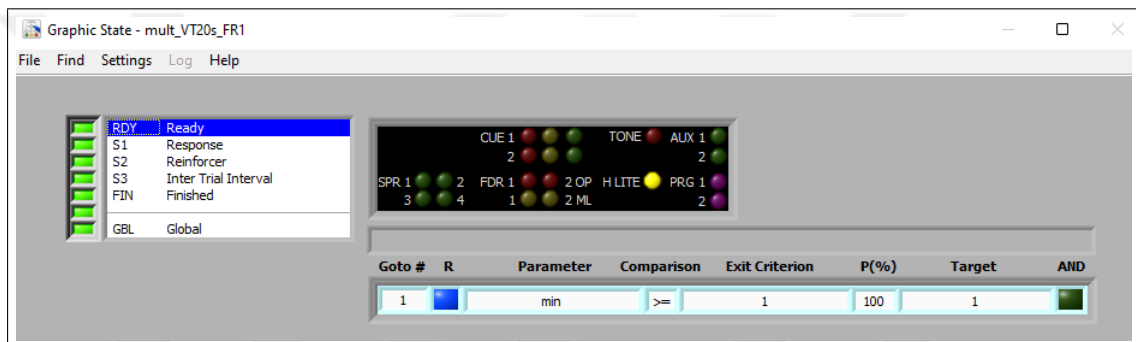 Graphic State - mult_VT20s_FR1
File Find Settings Log Help
RDY Ready
S1 Response
S2 Reinforcer
S3 Inter Trial Interval
FIN Finished
GBL Global
CUE 1 TONE AUX 1
2 2
SPR 1 2 FDR 1 2 OP H LITE PRG 1
3 4 1 2 ML 2
Goto # R Parameter Comparison Exit Criterion P(%) Target AND
1 min >= 1 100 1